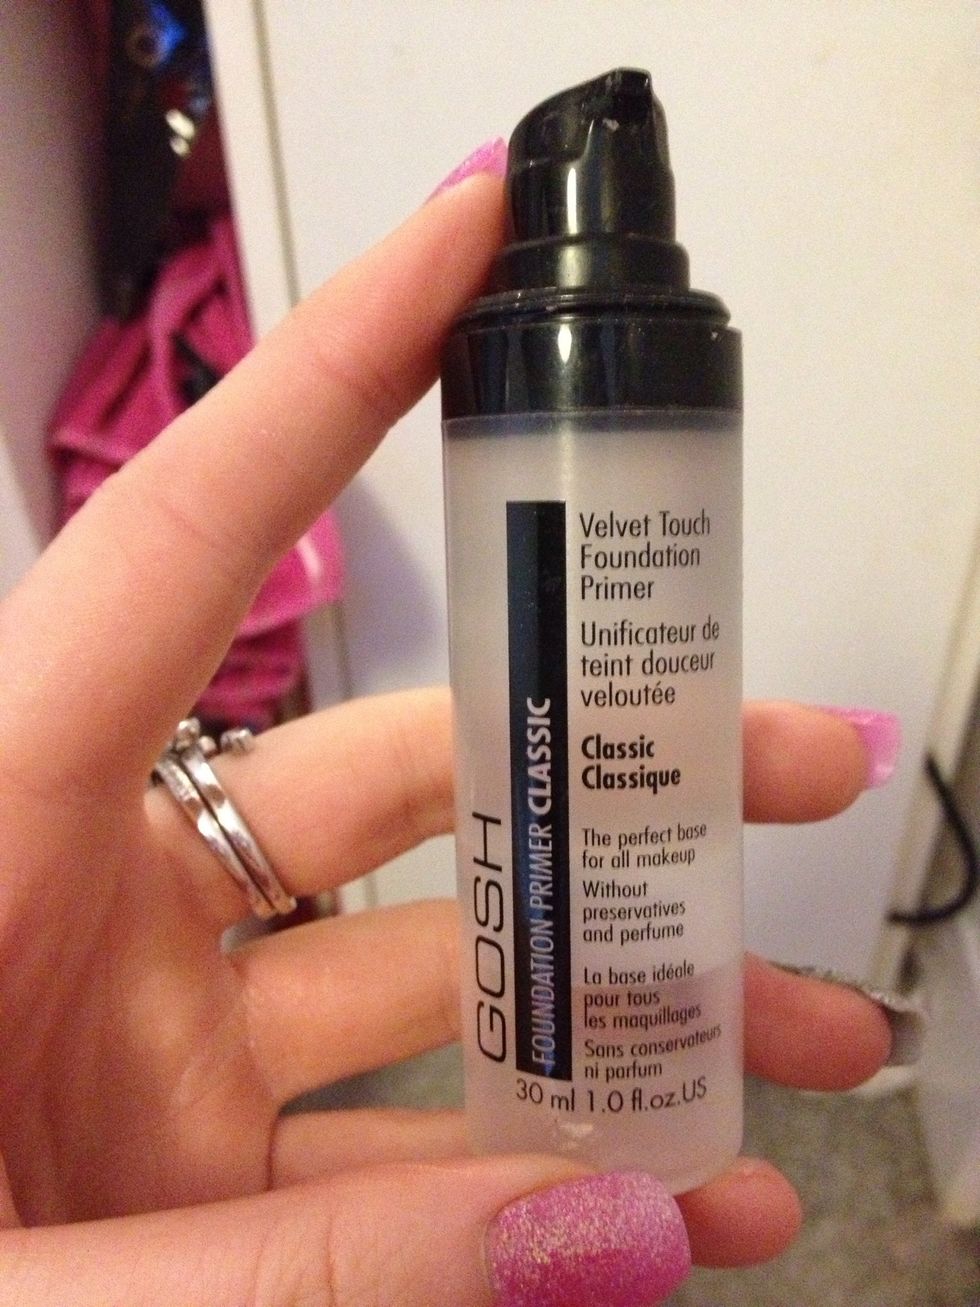 GOSH
FOUNDATION PRIMER CLASSIC
Velvet Touch
Foundation
Primer
Unificateur de
teint douceur
veloutée
Classic
Classique
The perfect base
for all makeup
Without
preservatives
and perfume
La base idéale
pour tous
les maquillages
Sans conservateurs
ni parfum
30 ml 1.0 fl.oz.US